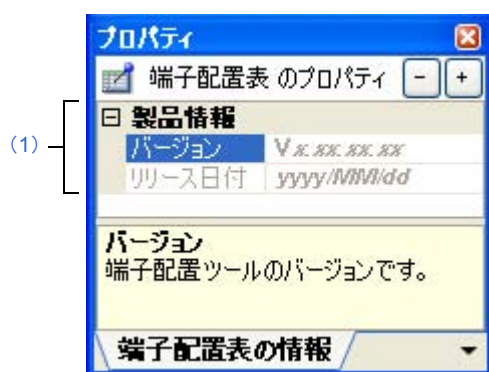 プロパティ
端子配置表 のプロパティ - +
(1)
製品情報
バージョン Vx.xx.xx.xx
リリース日付 yyyy/MM/dd
バージョン
端子配置ツールのバージョンです。
端子配置表の情報